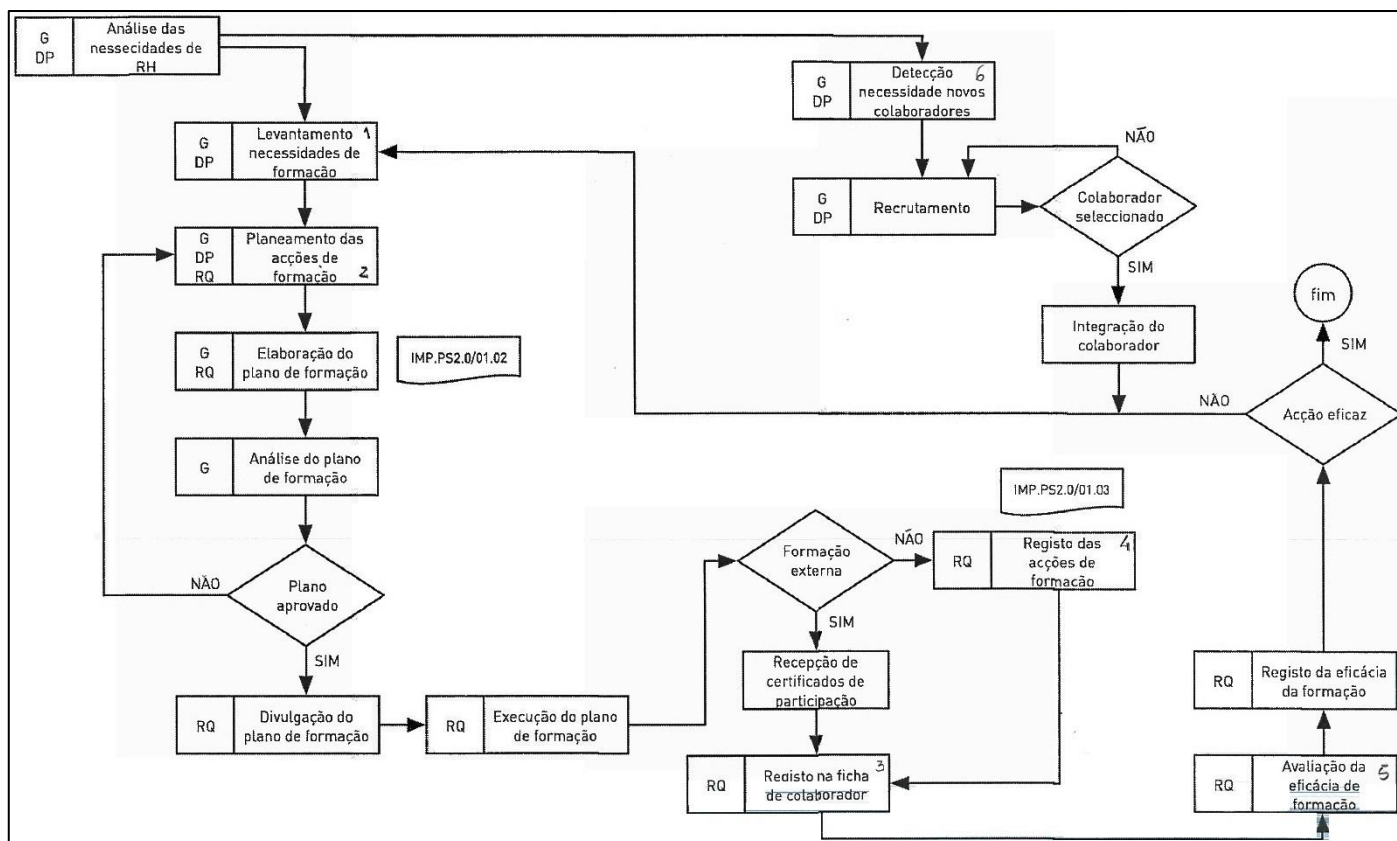 G
DP
Análise das
nessecidades de
RH
G
DP
Detecção 6
necessidade novos
colaboradores
G
DP
Levantamento 1
necessidades de
formação
NÃO
G
DP
Recrutamento
Colaborador
seleccionado
SIM
G
DP
RQ
Planeamento das
acções de
formação 2
Integração do
colaborador
fim
SIM
G
RQ
Elaboração do
plano de formação
IMP.PS2.0/01.02
NÃO
Acção eficaz
G
Análise do plano
de formação
IMP.PS2.0/01.03
Plano
aprovado
NÃO
SIM
Formação
externa
NÃO
SIM
RQ
Registo das 4
acções de
formacão
Recepção de
certificados de
participação
RQ
Divulgação do
plano de formação
RQ
Execução do plano
de formação
RQ
Registo na ficha 3
de colaborador
RQ
Registo da eficácia
da formação
RQ
Avaliação da 5
eficácia de
formação